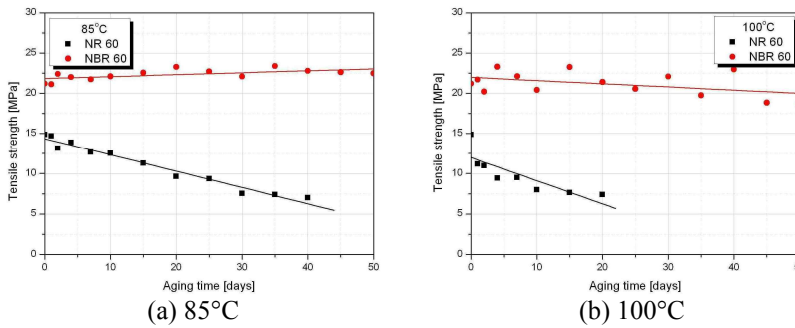 85°C
NR 60
NBR 60
Tensile strength [MPa]
30
25
20
15
10
5
0
0 10 20 30 40 50
Aging time [days]
(a) 85°C
100°C
NR 60
NBR 60
Tensile strength [MPa]
30
25
20
15
10
5
0
0 10 20 30 40
Aging time [days]
(b) 100°C